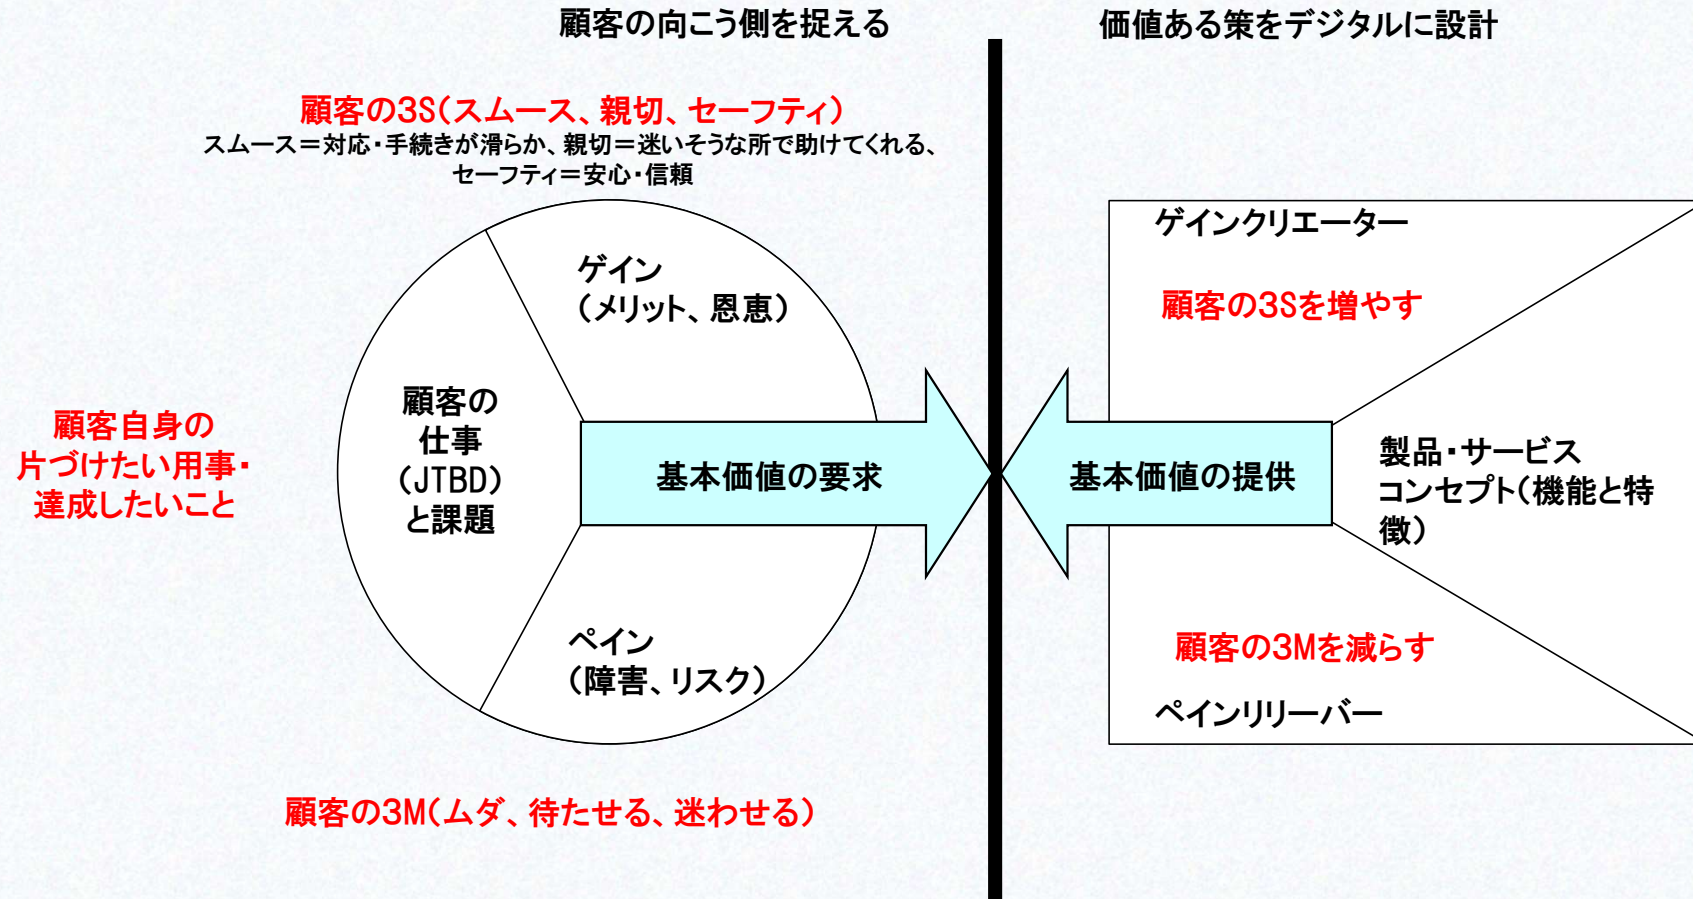 顧客の向こう側を捉える
価値ある策をデジタルに設計
顧客の3S(スムース、親切、セーフティ)
スムース＝対応・手続きが滑らか、親切＝迷いそうな所で助けてくれる、
セーフティ＝安心・信頼
ゲイン
（メリット、恩恵）
顧客の
仕事
（JTBD）
と課題
顧客自身の
片づけたい用事・
達成したいこと
基本価値の要求
ペイン
（障害、リスク）
顧客の3M(ムダ、待たせる、迷わせる)
ゲインクリエーター
顧客の3Sを増やす
基本価値の提供
製品・サービス
コンセプト(機能と特
徴)
顧客の3Mを減らす
ペインリリーバー